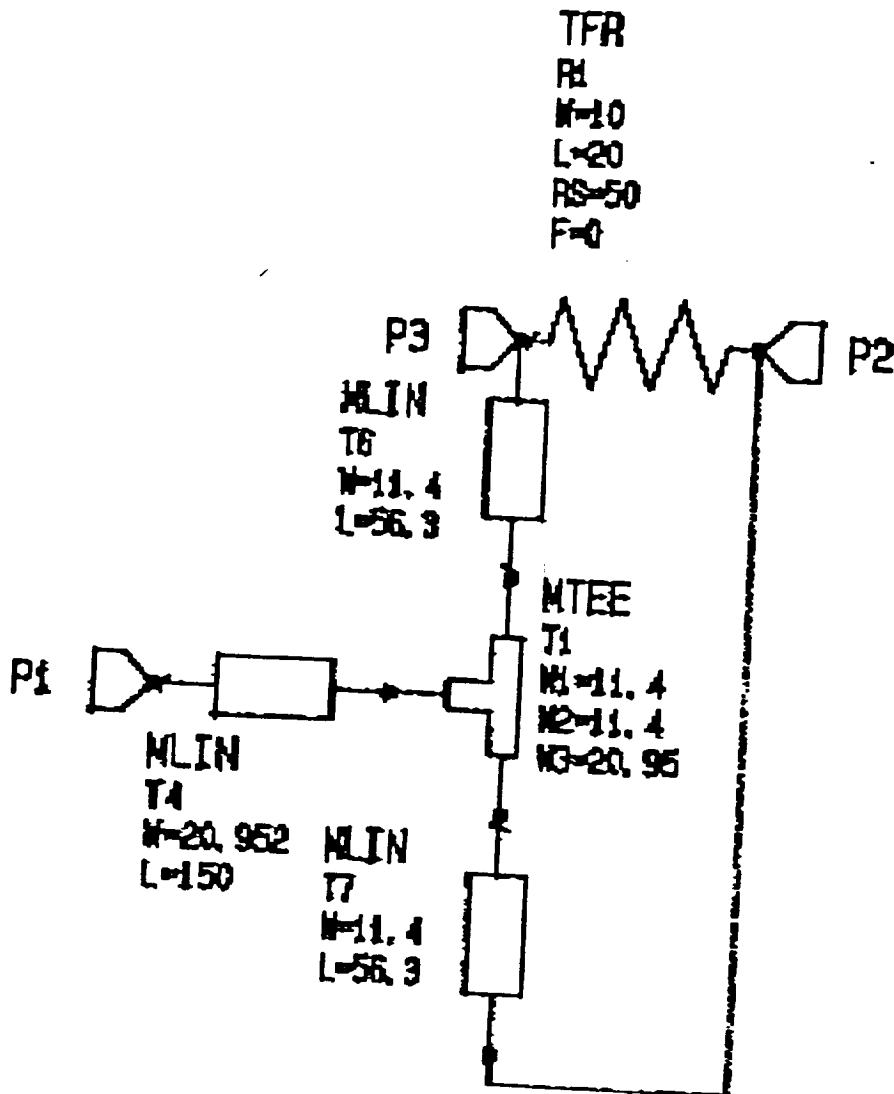 TFR
R1
W=10
L=20
RS=50
F=0
P3
P2
MLIN
T6
W=11.4
L=56.3
MTEE
T1
W1=11.4
W2=11.4
W3=20.95
P1
MLIN
T4
W=20.952
L=150
MLIN
T7
W=11.4
L=56.3